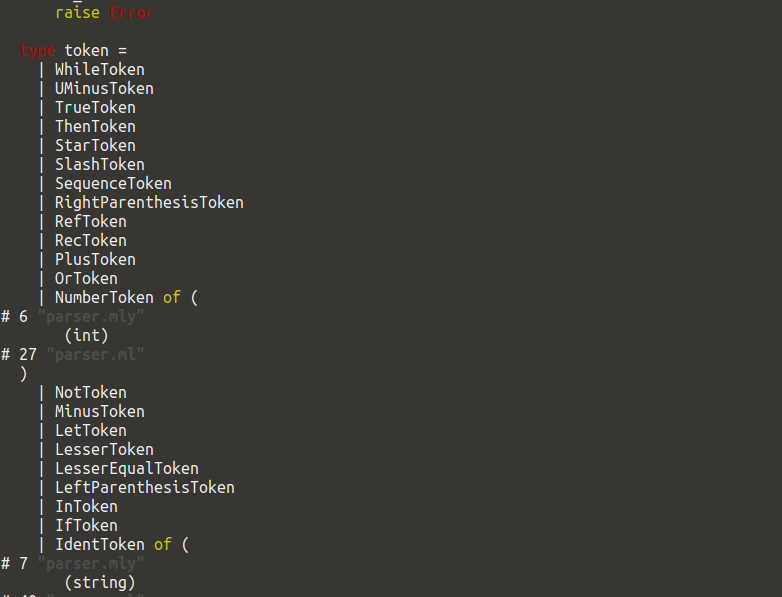 raise Error
type token =
| WhileToken
| UMinusToken
| TrueToken
| ThenToken
| StarToken
| SlashToken
| SequenceToken
| RightParenthesisToken
| RefToken
| RecToken
| PlusToken
| OrToken
| NumberToken of (
# 6 "parser.mly"
(int)
# 27 "parser.ml"
)
| NotToken
| MinusToken
| LetToken
| LesserToken
| LesserEqualToken
| LeftParenthesisToken
| InToken
| IfToken
| IdentToken of (
# 7 "parser.mly"
(string)